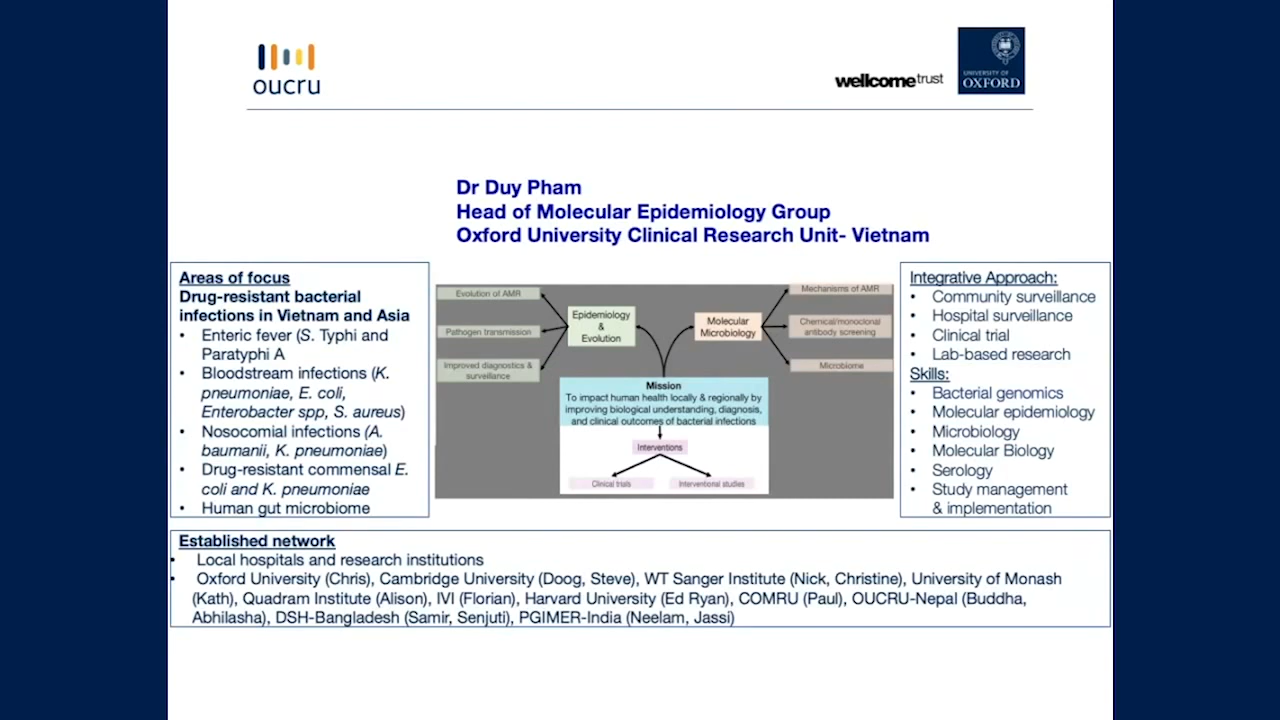 oucru
wellcometrust
UNIVERSITY OF
OXFORD
Dr Duy Pham
Head of Molecular Epidemiology Group
Oxford University Clinical Research Unit- Vietnam
Areas of focus
Drug-resistant bacterial
infections in Vietnam and Asia
• Enteric fever (S. Typhi and
Paratyphi A
• Bloodstream infections (K.
pneumoniae, E. coli,
Enterobacter spp, S. aureus)
• Nosocomial infections (A.
baumanii, K. pneumoniae)
• Drug-resistant commensal E.
coli and K. pneumoniae
• Human gut microbiome
Evolution of AMR
Pathogen transmission
Improved diagnostics &
surveillance
Epidemiology
&
Evolution
Molecular
Microbiology
Mechanisms of AMR
Chemical/monoclonal
antibody screening
Microbiome
Mission
To impact human health locally & regionally by
improving biological understanding, diagnosis,
and clinical outcomes of bacterial infections
Interventions
Clinical trials
Interventional studies
Integrative Approach:
• Community surveillance
• Hospital surveillance
• Clinical trial
• Lab-based research
Skills:
• Bacterial genomics
• Molecular epidemiology
• Microbiology
• Molecular Biology
• Serology
• Study management
& implementation
Established network
• Local hospitals and research institutions
• Oxford University (Chris), Cambridge University (Doog, Steve), WT Sanger Institute (Nick, Christine), University of Monash
(Kath), Quadram Institute (Alison), IVI (Florian), Harvard University (Ed Ryan), COMRU (Paul), OUCRU-Nepal (Buddha,
Abhilasha), DSH-Bangladesh (Samir, Senjuti), PGIMER-India (Neelam, Jassi)